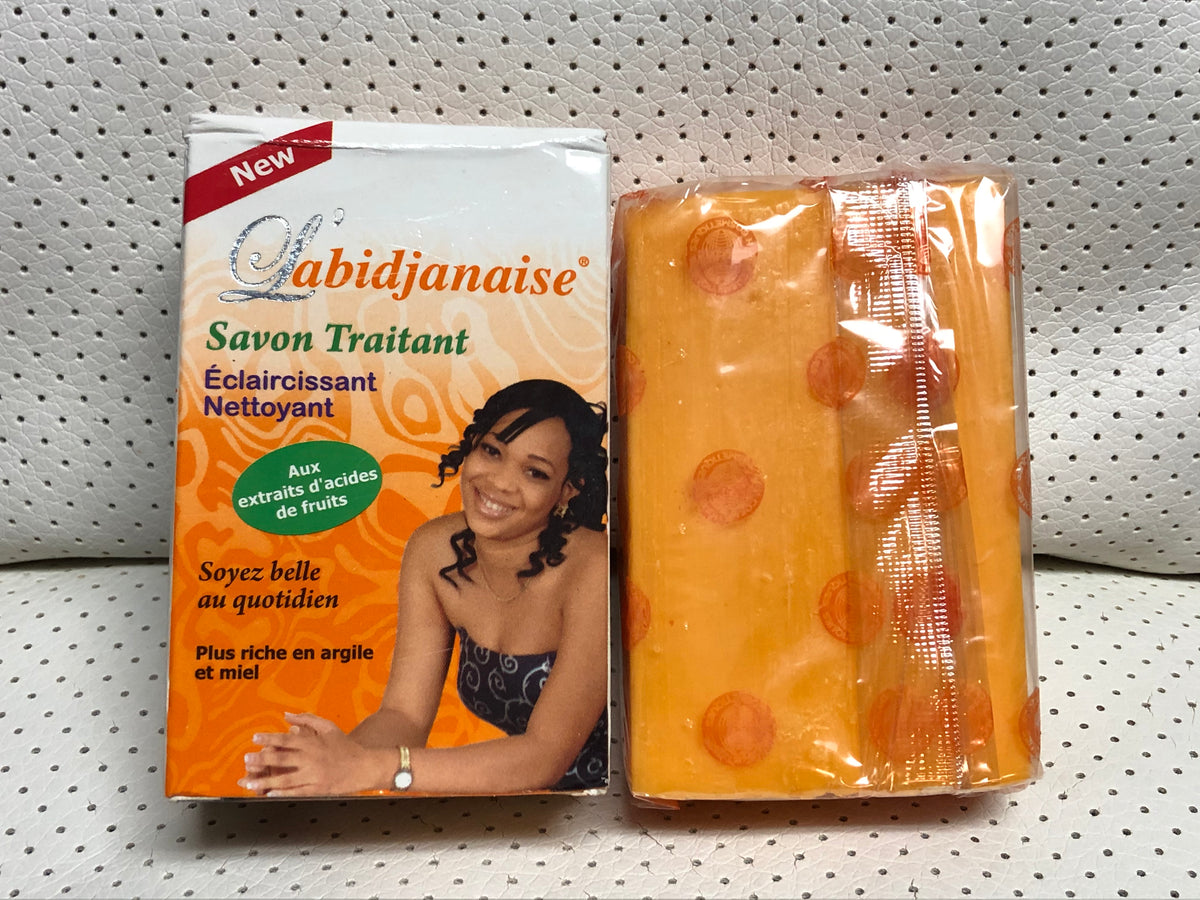 New
L'abidjanaise®
Savon Traitant
Éclaircissant
Nettoyant
Aux
extraits d'acides
de fruits
Soyez belle
au quotidien
Plus riche en argile
et miel